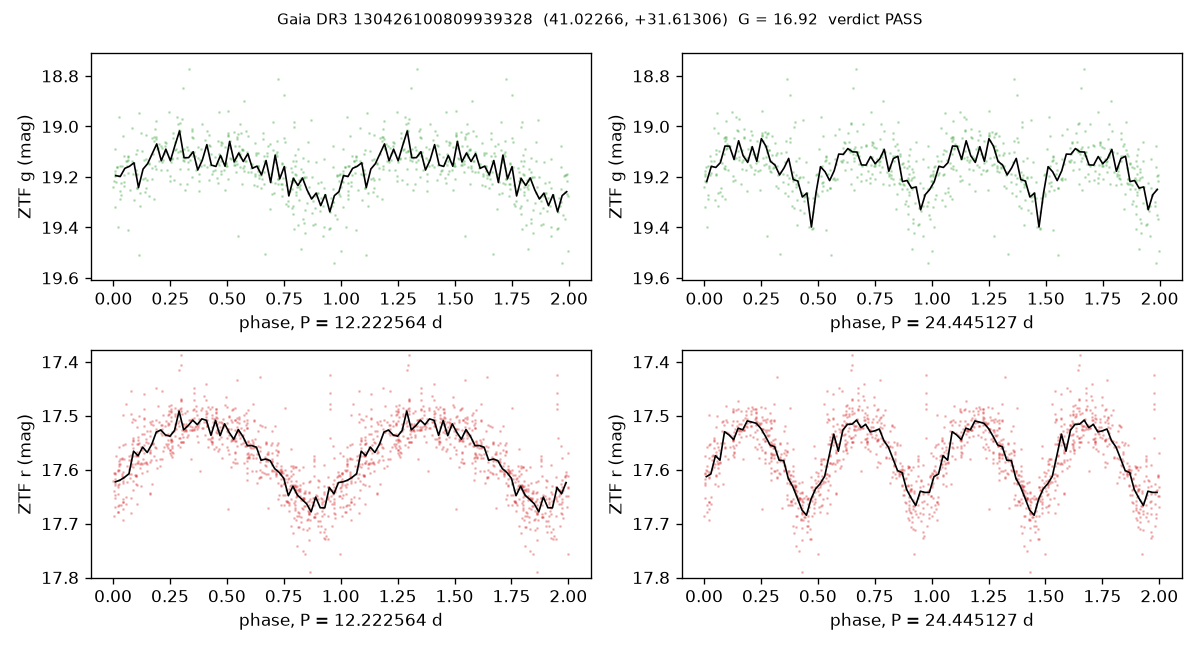 Gaia DR3 130426100809939328 (41.02266, +31.61306) G = 16.92 verdict PASS
ZTF g (mag)
18.8
19.0
19.2
19.4
19.6
0.00 0.25 0.50 0.75 1.00 1.25 1.50 1.75 2.00
phase, P = 12.222564 d
ZTF g (mag)
18.8
19.0
19.2
19.4
19.6
0.00 0.25 0.50 0.75 1.00 1.25 1.50 1.75 2.00
phase, P = 24.445127 d
ZTF r (mag)
17.4
17.5
17.6
17.7
17.8
0.00 0.25 0.50 0.75 1.00 1.25 1.50 1.75 2.00
phase, P = 12.222564 d
ZTF r (mag)
17.4
17.5
17.6
17.7
17.8
0.00 0.25 0.50 0.75 1.00 1.25 1.50 1.75 2.00
phase, P = 24.445127 d